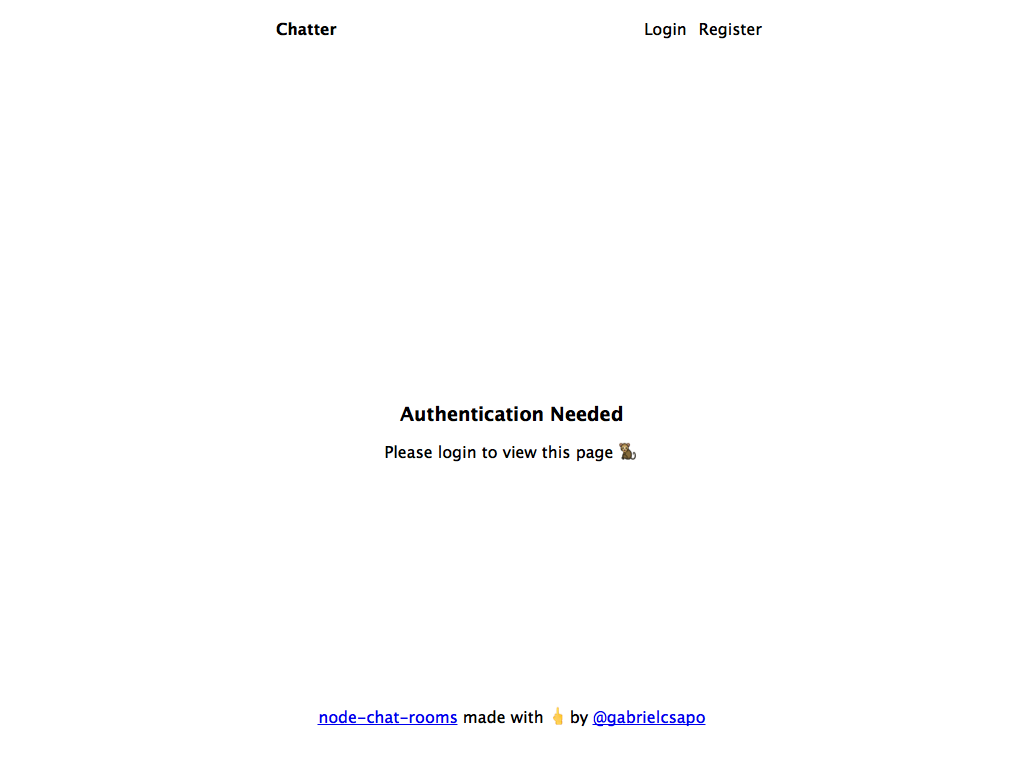 Chatter Login Register
Authentication Needed
Please login to view this page 🐒
node-chat-rooms made with 🖕 by @gabrielcsapo